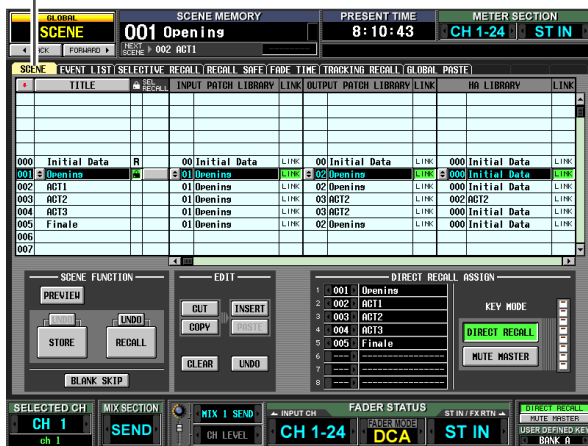 GLOBAL SCENE MEMORY PRESENT TIME METER SECTION
SCENE 001 Opening 8:10:43 CH 1-24 ST IN
FORWARD NEXT SCENE 002 ACT1
SCENE EVENT LIST SELECTIVE RECALL RECALL SAFE FADE TIME TRACKING RECALL GLOBAL PASTE
TITLE SEL RECALL INPUT PATCH LIBRARY LINK OUTPUT PATCH LIBRARY LINK HA LIBRARY LINK
000 Initial Data R 00 Initial Data LINK 00 Initial Data LINK 000 Initial Data LINK
001 Opening 01 Opening LINK 02 Opening LINK 000 Initial Data LINK
002 ACT1 01 Opening LINK 02 Opening LINK 000 Initial Data LINK
003 ACT2 01 Opening LINK 03 ACT2 LINK 002 ACT2 LINK
004 ACT3 01 Opening LINK 03 ACT2 LINK 000 Initial Data LINK
005 Finale 01 Opening LINK 02 Opening LINK 000 Initial Data LINK
006
007
SCENE FUNCTION EDIT DIRECT RECALL ASSIGN
PREVIEW
UNDO UNDO
STORE RECALL
BLANK SKIP
CUT INSERT
COPY PASTE
CLEAR UNDO
1 001 Opening
2 002 ACT1
3 003 ACT2
4 004 ACT3
5 005 Finale
6 ---
7 ---
8 ---
KEY MODE
DIRECT RECALL
MUTE MASTER
SELECTED CH MIX SECTION FADER STATUS
CH 1 SEND MIX 1 SEND INPUT CH ST IN / FX RTN DIRECT RECALL
ch 1 CH LEVEL CH 1-24 FADER MODE DCA ST IN MUTE MASTER
BANK A